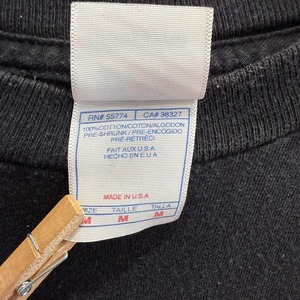 RN# 55774 CA# 36327
100%COTTON/COTON/ALGODON
PRE-SHRUNK/PRE-ENCOGIDO
PRÉ-RÉTRÉCI
FAIT AUX U.S.A.
HECHO EN E.U.A.
MADE IN U.S.A.
SIZE TAILLE TALLA
M M M